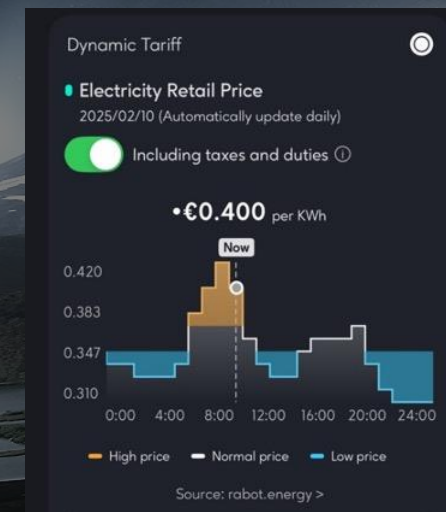 Dynamic Tariff
Electricity Retail Price
2025/02/10 (Automatically update daily)
Including taxes and duties ⓘ
•€0.400 per KWh
Now
0.420
0.383
0.347
0.310
0:00 4:00 8:00 12:00 16:00 20:00 24:00
High price Normal price Low price
Source: rabot.energy >